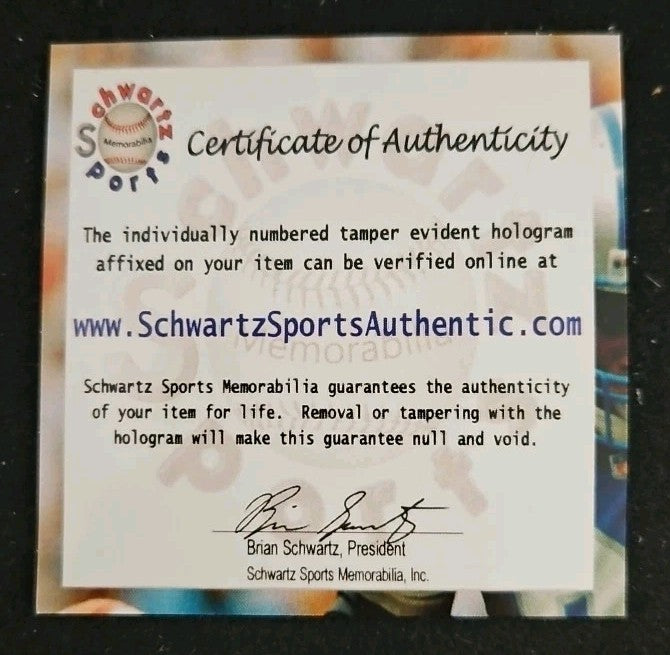 Schwartz
Sports
Memorabilia
Certificate of Authenticity
The individually numbered tamper evident hologram
affixed on your item can be verified online at
www.SchwartzSportsAuthentic.com
Schwartz Sports Memorabilia guarantees the authenticity
of your item for life. Removal or tampering with the
hologram will make this guarantee null and void.
Brian Schwartz
Brian Schwartz, President
Schwartz Sports Memorabilia, Inc.